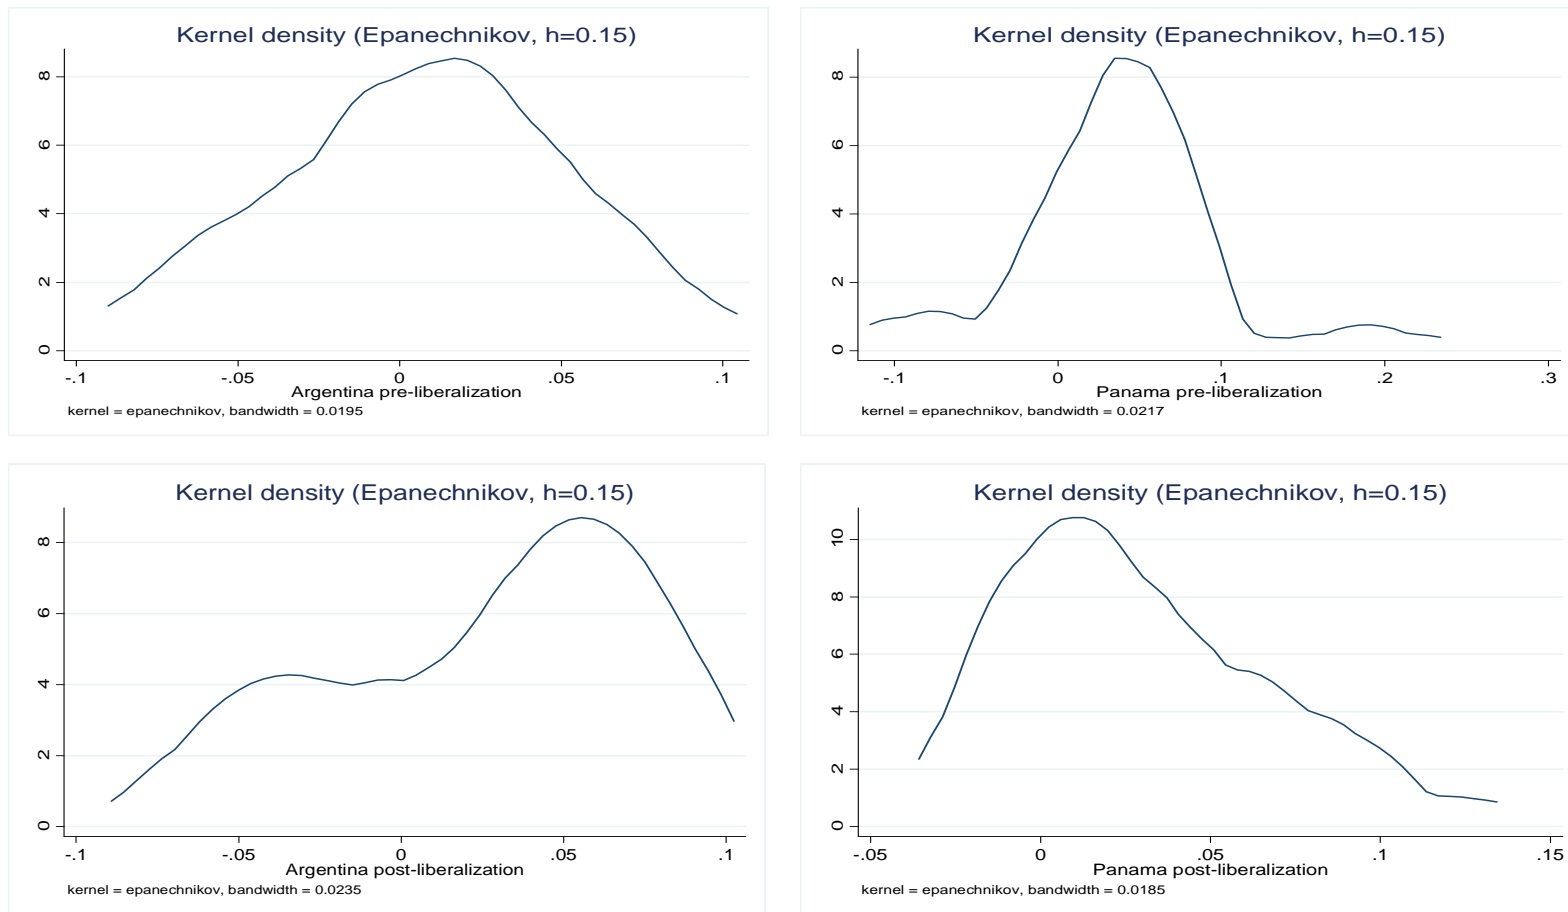 Kernel density (Epanechnikov, h=0.15)
8
6
4
2
0
-.1 -.05 0 .05 .1
Argentina pre-liberalization
kernel = epanechnikov, bandwidth = 0.0195
Kernel density (Epanechnikov, h=0.15)
8
6
4
2
0
-.1 0 .1 .2 .3
Panama pre-liberalization
kernel = epanechnikov, bandwidth = 0.0217
Kernel density (Epanechnikov, h=0.15)
8
6
4
2
0
-.1 -.05 0 .05 .1
Argentina post-liberalization
kernel = epanechnikov, bandwidth = 0.0235
Kernel density (Epanechnikov, h=0.15)
10
8
6
4
2
0
-.05 0 .05 .1 .15
Panama post-liberalization
kernel = epanechnikov, bandwidth = 0.0185